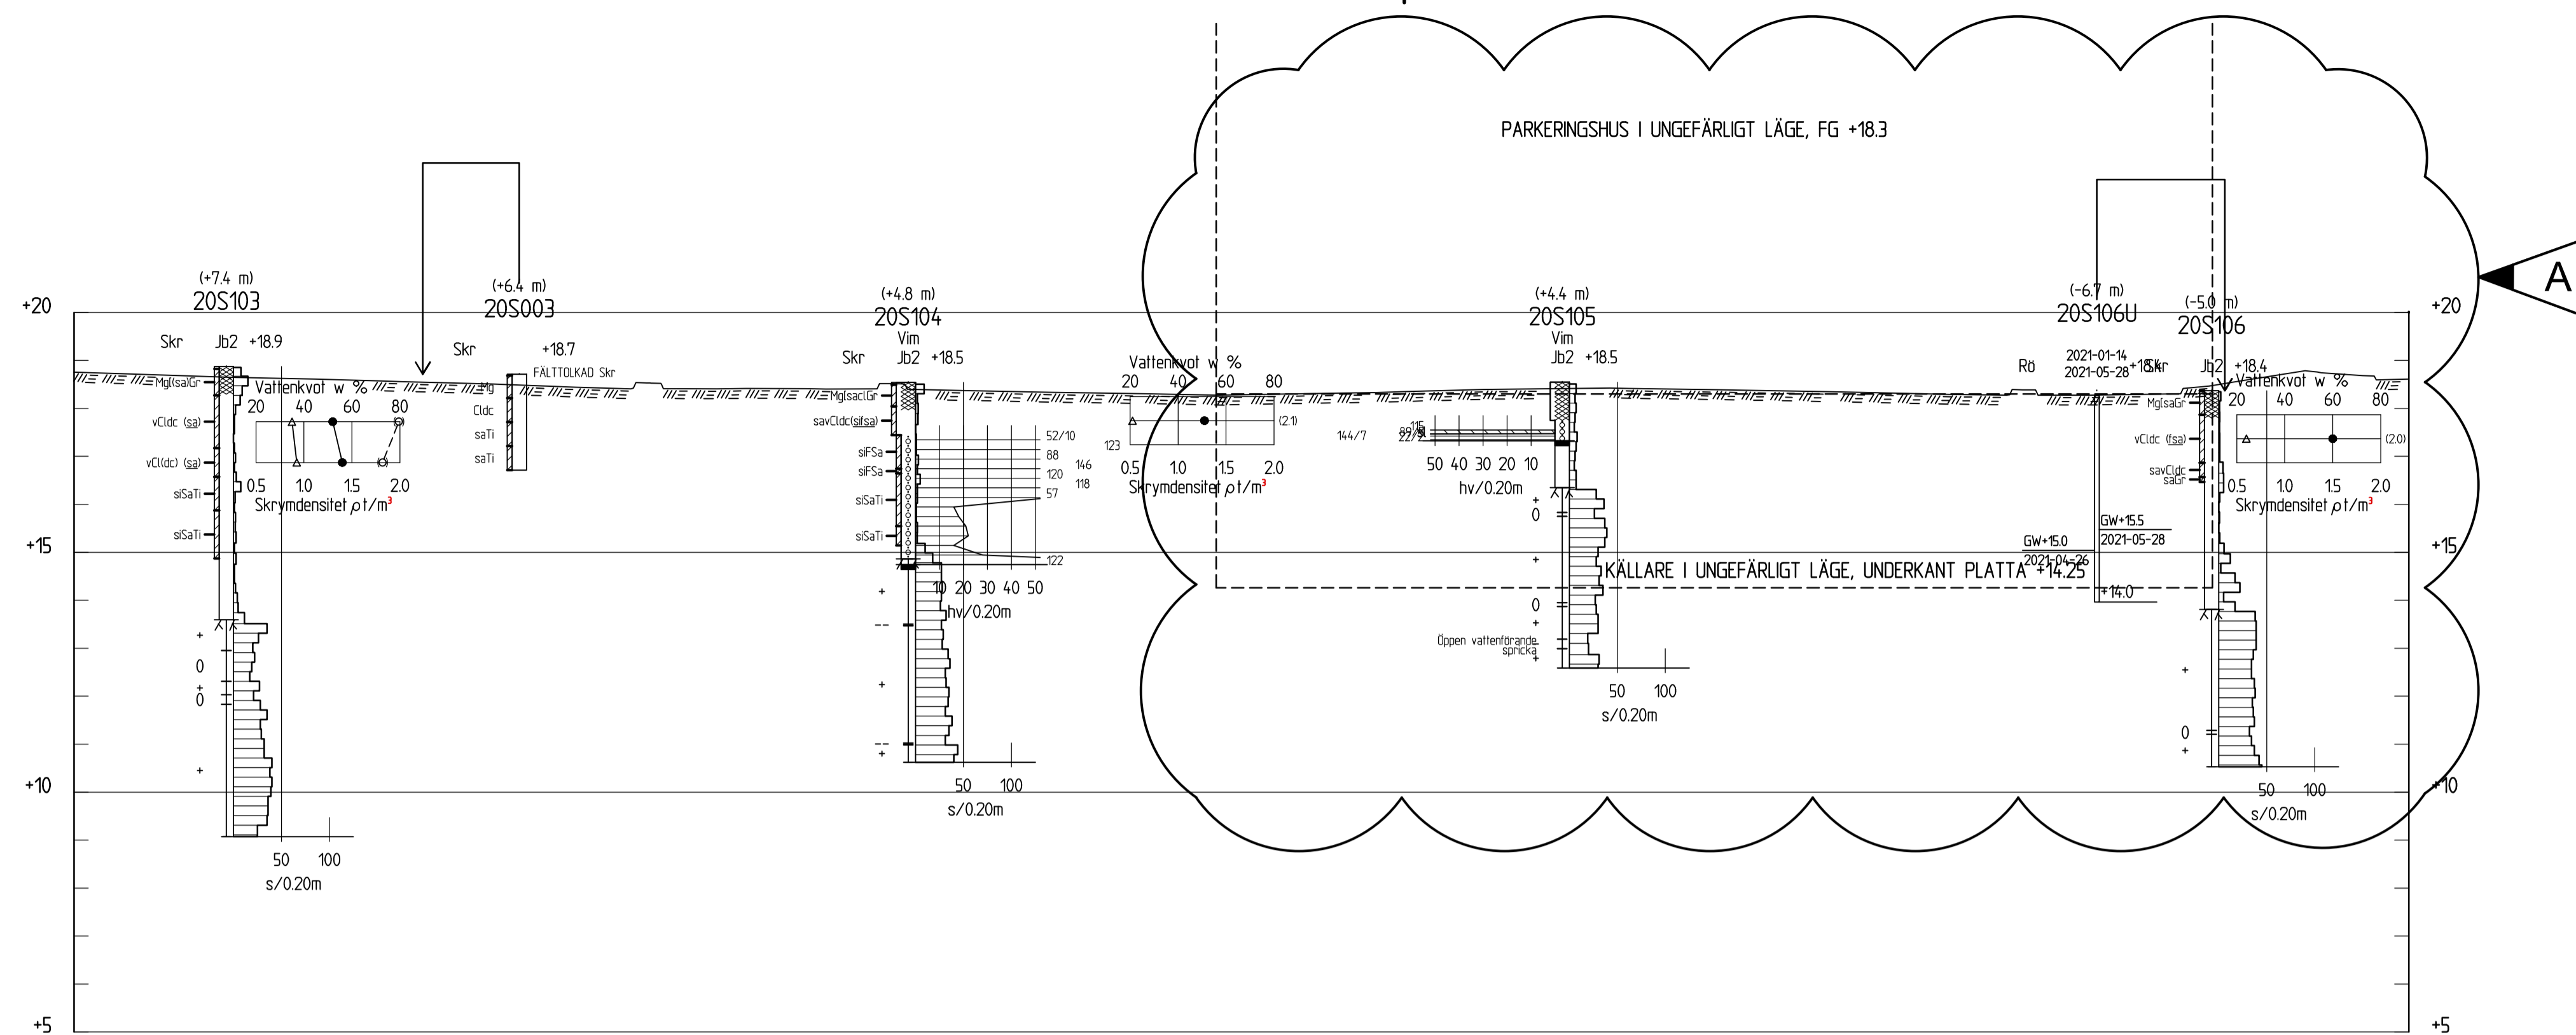 PARKERINGSHUS I UNGEFÄRLIGT LÄGE, FG +18.3
A
+20
+15
+10
+5
(+7.4 m)
20S103
Skr Jb2 +18.9
Mg[sa]Gr
vCldc (sa)
vCl(dc) (sa)
siSaTi
siSaTi
Vattenkvot w %
20 40 60 80
0.5 1.0 1.5 2.0
Skrymdensitet ρ t/m³
+
0
+
0
+
50 100
s/0.20m
(+6.4 m)
20S003
Skr +18.7
FÄLTTOLKAD Skr
Mg
Cldc
saTi
saTi
(+4.8 m)
20S104
Vim
Skr Jb2 +18.5
Mg[saclGr
savCldc(sifsa)
siFSa
siFSa
siSaTi
siSaTi
52/10
123
88
146
120
118
57
122
10 20 30 40 50
hv/0.20m
+
--
+
--
+
50 100
s/0.20m
Vattenkvot w %
20 40 60 80
(2.1)
0.5 1.0 1.5 2.0
Skrymdensitet ρ t/m³
(+4.4 m)
20S105
Vim
Jb2 +18.5
115
144/7
50 40 30 20 10
hv/0.20m
+
0
+
0
+
Öppen vattenförande
spricka
+
50 100
s/0.20m
KÄLLARE I UNGEFÄRLIGT LÄGE, UNDERKANT PLATTA +14.25
(-6.7 m)
20S106U
2021-01-14
Rö 2021-05-28 +18.4
GW+15.5
2021-05-28
GW+15.0
2021-04-26
+14.0
(-5.0 m)
20S106
Skr Jb2 +18.4
Mg[saGr
vCldc (fsa)
savCldc
saGr
Vattenkvot w %
20 40 60 80
(2.0)
0.5 1.0 1.5 2.0
Skrymdensitet ρ t/m³
+
0
+
50 100
s/0.20m
+20
+15
+10
+5